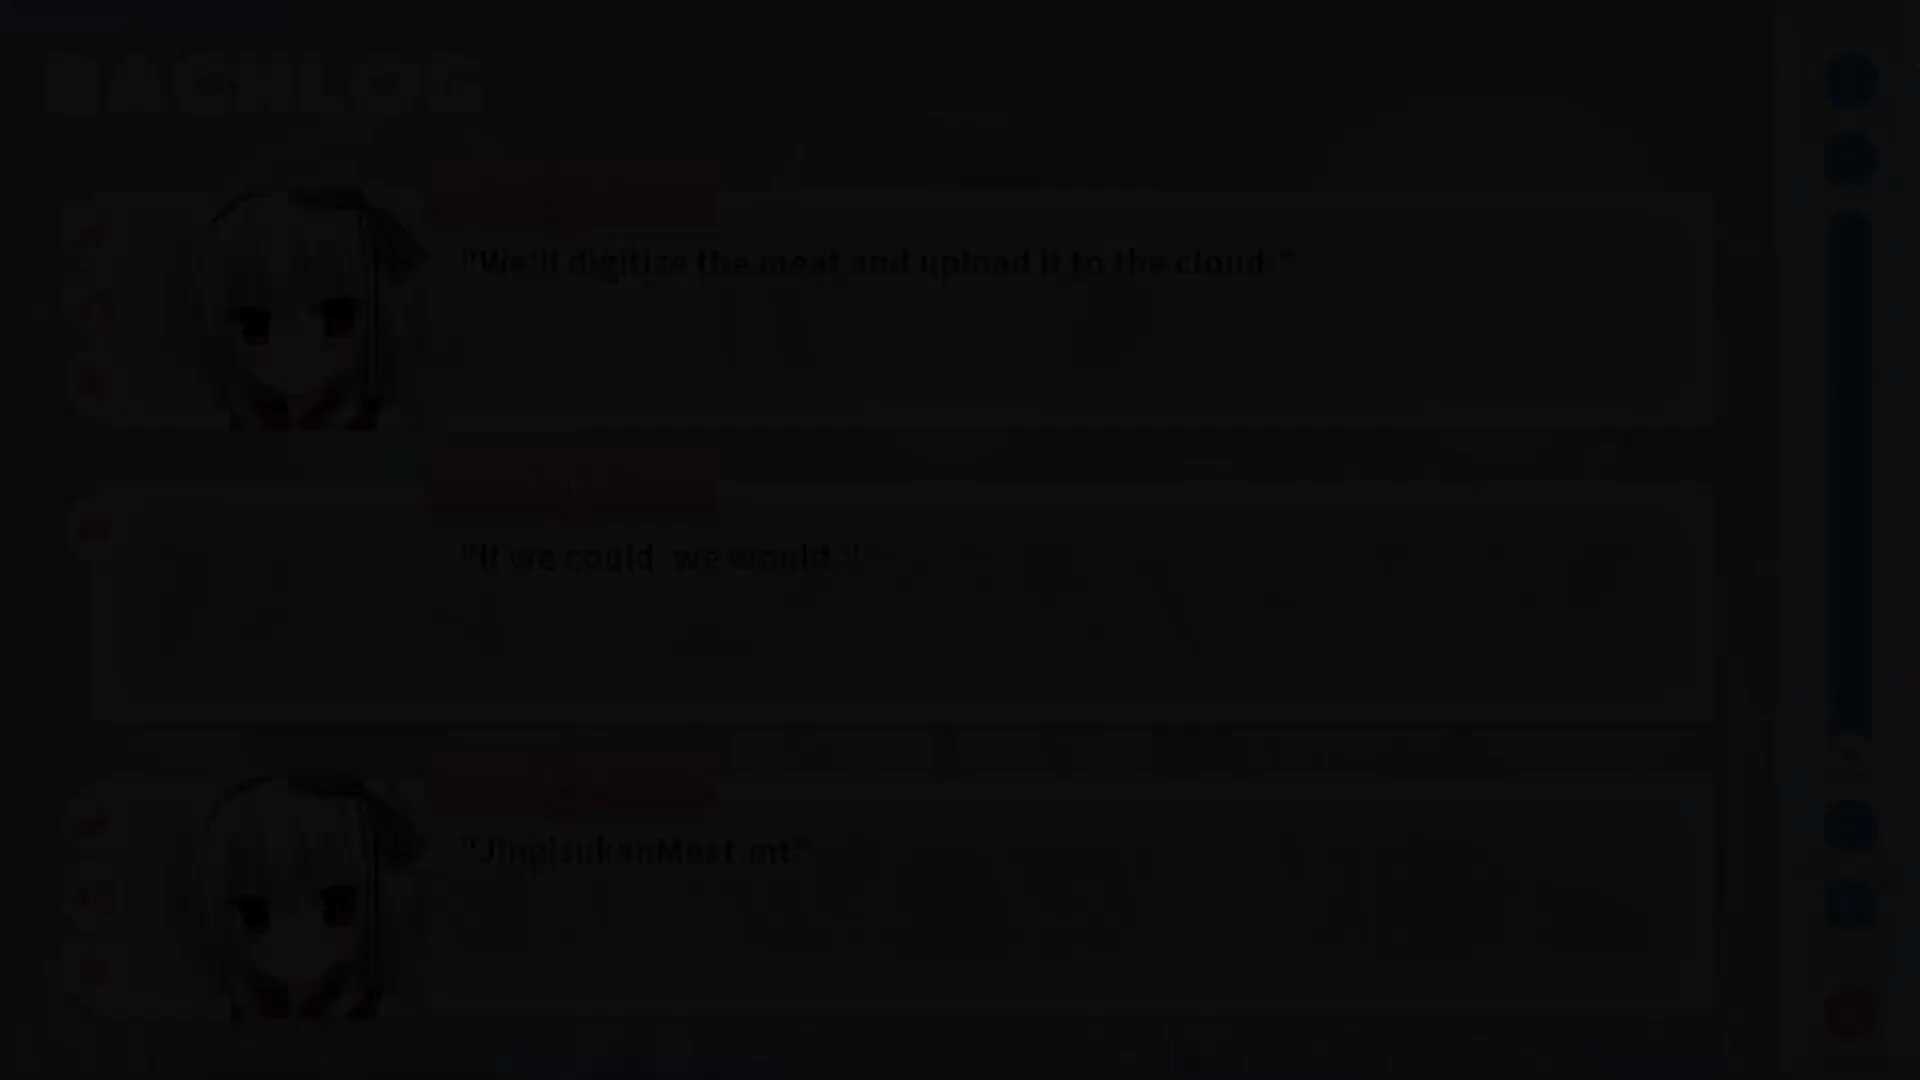 BACKLOG
"We'll digitize the meat and upload it to the cloud."
"If we could, we would."
"JingisukanMeat.mt"